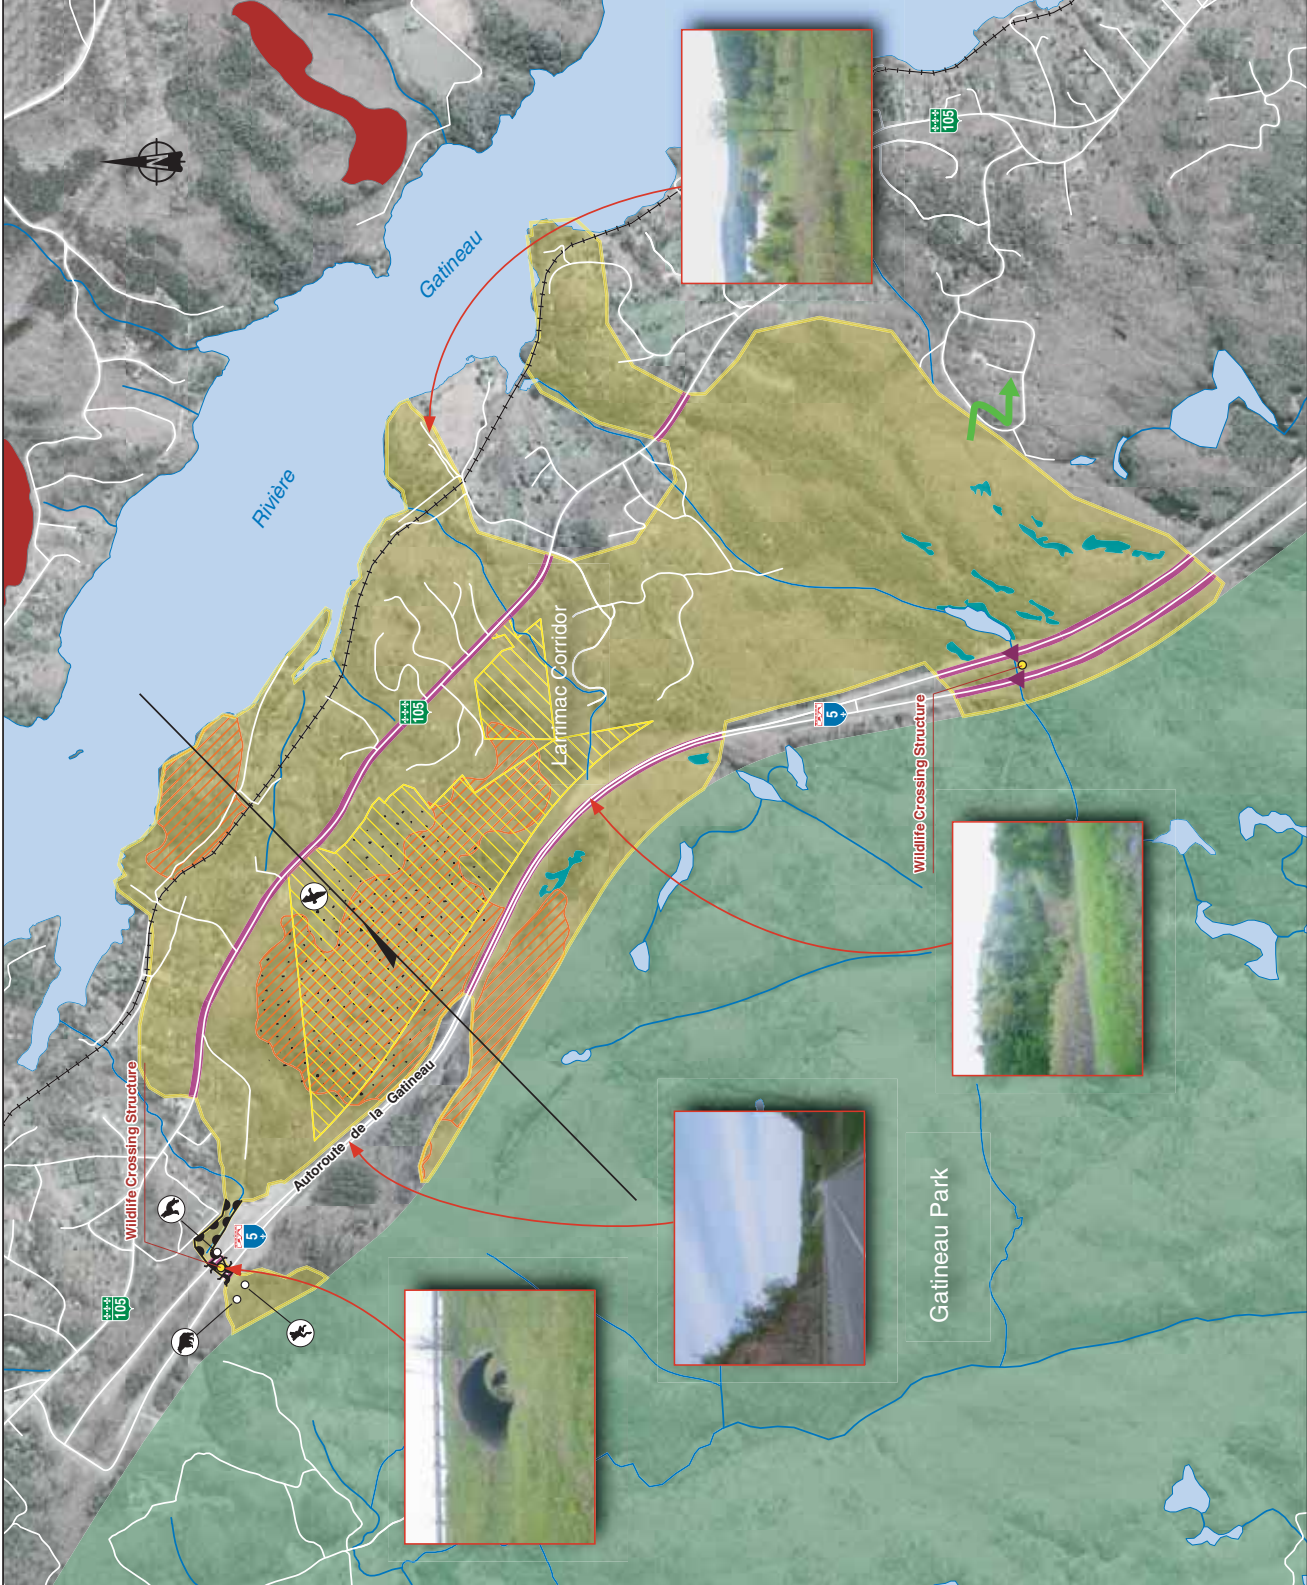 N
105
Gatineau
Rivière
105
Larrimac Corridor
5
Wildlife Crossing Structure
Wildlife Crossing Structure
Autoroute de la Gatineau
5
105
Gatineau Park